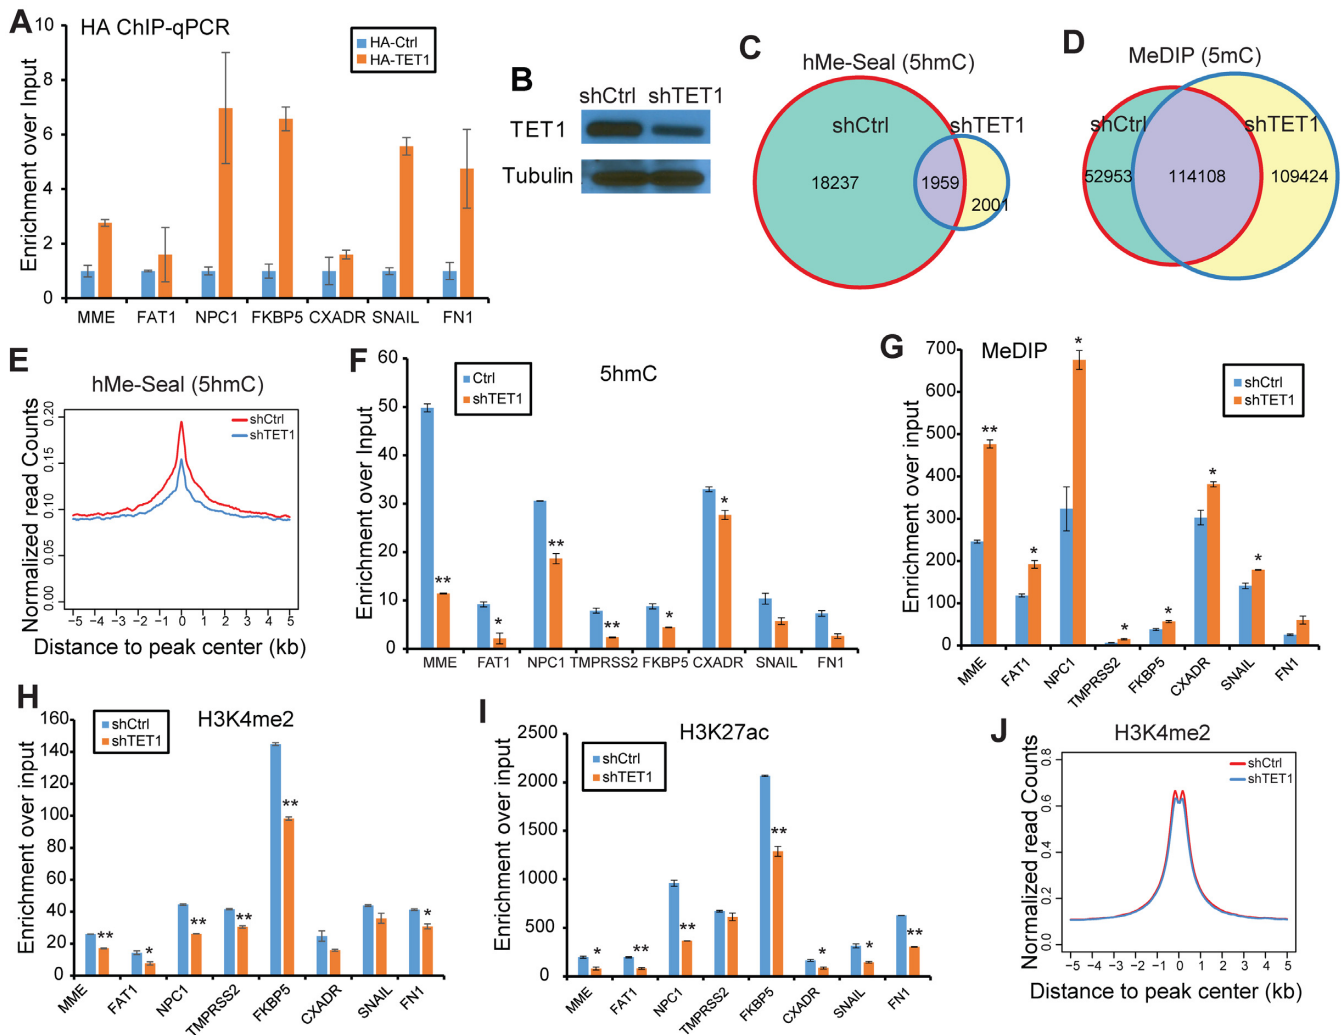 A
HA ChIP-qPCR
HA-Ctrl
HA-TET1
Enrichment over Input
10
8
6
4
2
0
MME FAT1 NPC1 FKBP5 CXADR SNAIL FN1
B
shCtrl shTET1
TET1
Tubulin
C
hMe-Seal (5hmC)
shCtrl
shTET1
18237
1959
2001
D
MeDIP (5mC)
shCtrl
shTET1
52953
114108
109424
E
hMe-Seal (5hmC)
shCtrl
shTET1
Normalized read Counts
0.20
0.15
0.10
0.05
0.00
−5 −4 −3 −2 −1 0 1 2 3 4 5
Distance to peak center (kb)
F
5hmC
Ctrl
shTET1
Enrichment over Input
60
50
40
30
20
10
0
** * ** ** * *
MME FAT1 NPC1 TMPRSS2 FKBP5 CXADR SNAIL FN1
G
MeDIP
shCtrl
shTET1
Enrichment over input
700
600
500
400
300
200
100
0
** * * * * * *
MME FAT1 NPC1 TMPRSS2 FKBP5 CXADR SNAIL FN1
H
H3K4me2
shCtrl
shTET1
Enrichment over input
160
140
120
100
80
60
40
20
0
** * ** ** ** *
MME FAT1 NPC1 TMPRSS2 FKBP5 CXADR SNAIL FN1
I
H3K27ac
shCtrl
shTET1
Enrichment over input
2500
2000
1500
1000
500
0
* ** ** ** * * **
MME FAT1 NPC1 TMPRSS2 FKBP5 CXADR SNAIL FN1
J
H3K4me2
shCtrl
shTET1
Normalized read Counts
0.8
0.6
0.4
0.2
0.0
−5 −4 −3 −2 −1 0 1 2 3 4 5
Distance to peak center (kb)